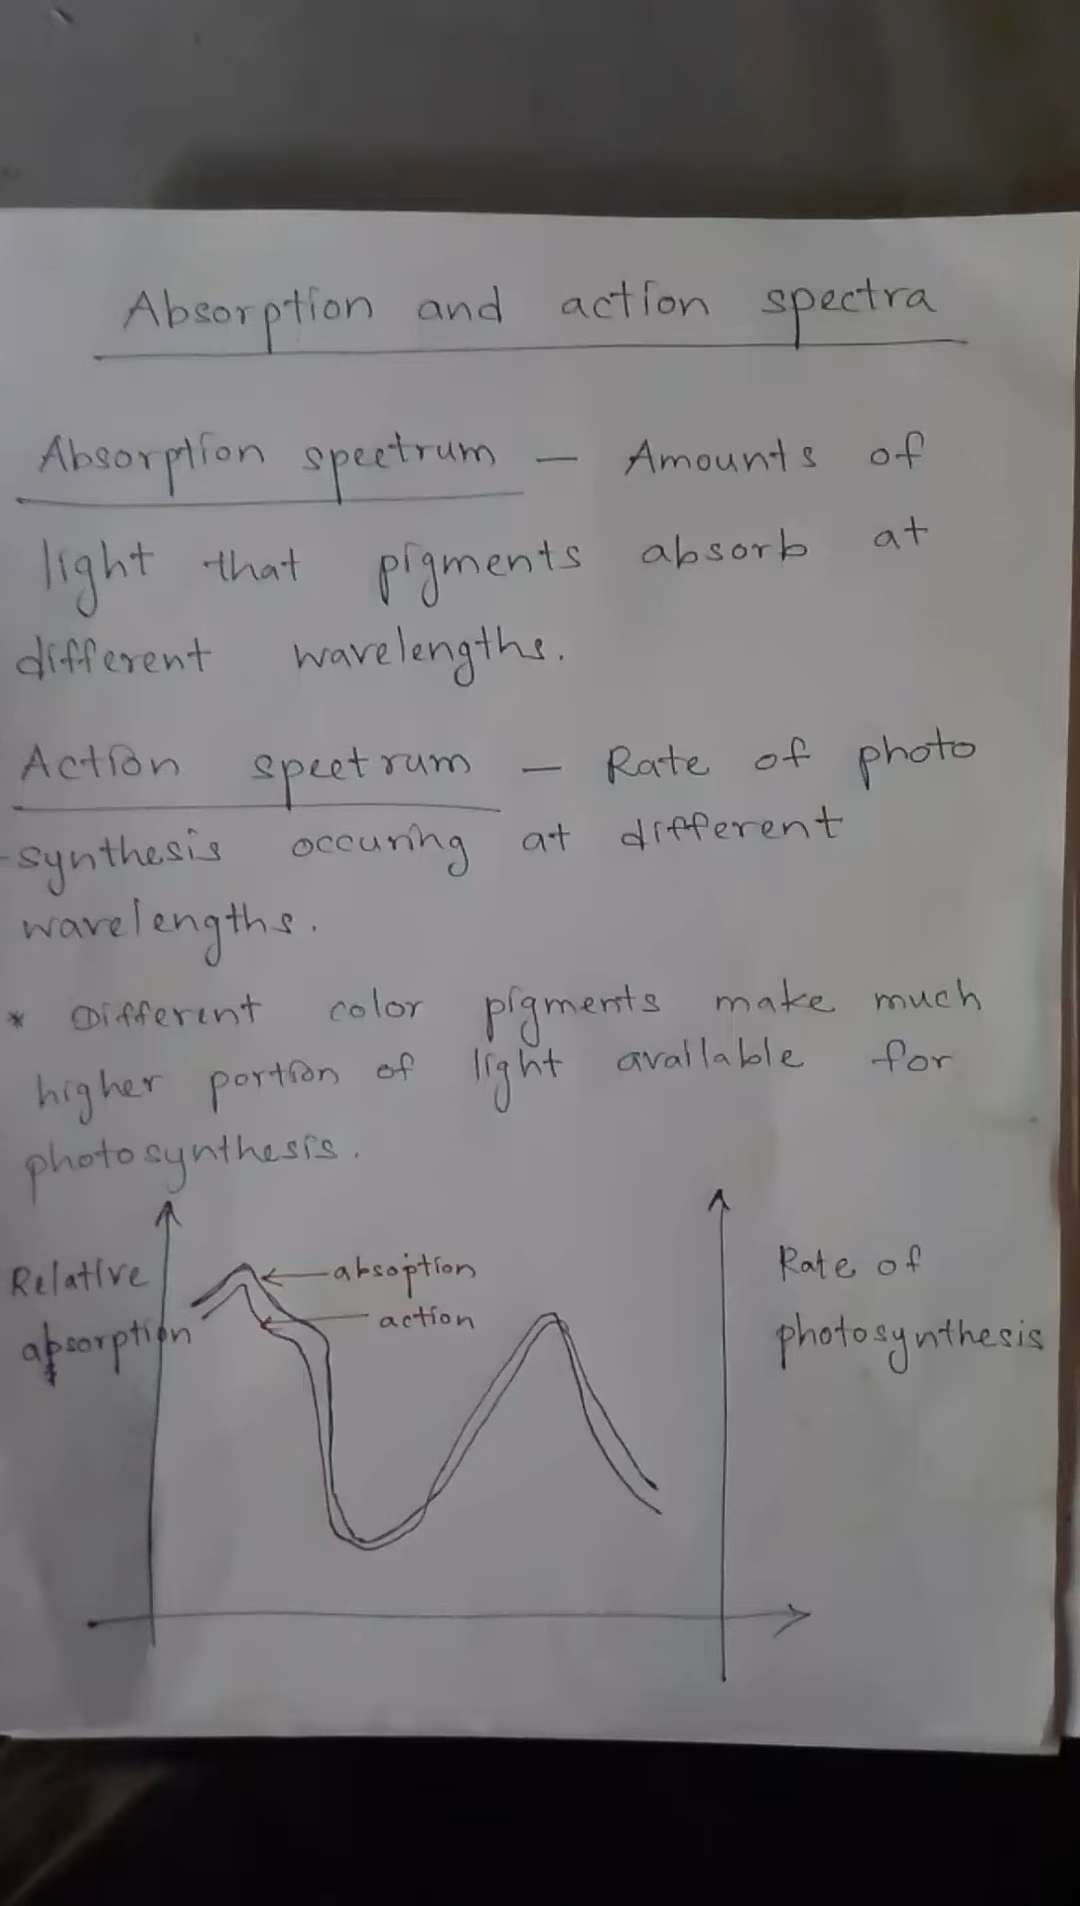 Absorption and action spectra
Absorption spectrum – Amounts of
light that pigments absorb at
different wavelengths.
Action spectrum – Rate of photo
-synthesis occuring at different
wavelengths.
* Different color pigments make much
higher portion of light available for
photosynthesis.
Relative
absorption
absoption
action
Rate of
photosynthesis